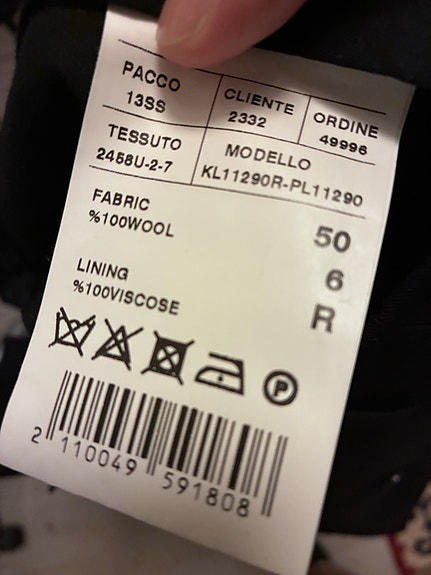 PACCO
13SS
CLIENTE
2332
ORDINE
49996
TESSUTO
2458U-2-7
MODELLO
KL11290R-PL11290
FABRIC
%100WOOL
50
6
R
LINING
%100VISCOSE
P
2 110049 591808